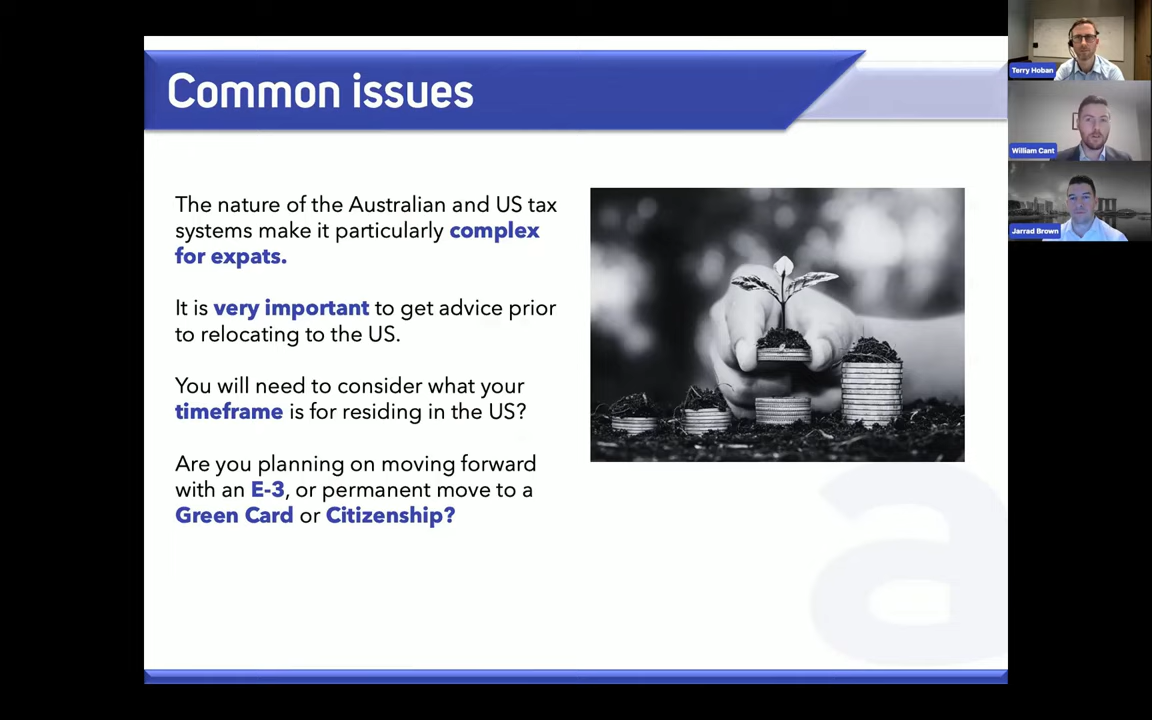 Common issues
The nature of the Australian and US tax
systems make it particularly complex
for expats.
It is very important to get advice prior
to relocating to the US.
You will need to consider what your
timeframe is for residing in the US?
Are you planning on moving forward
with an E-3, or permanent move to a
Green Card or Citizenship?
Terry Hoban
William Cant
Jarrad Brown
a